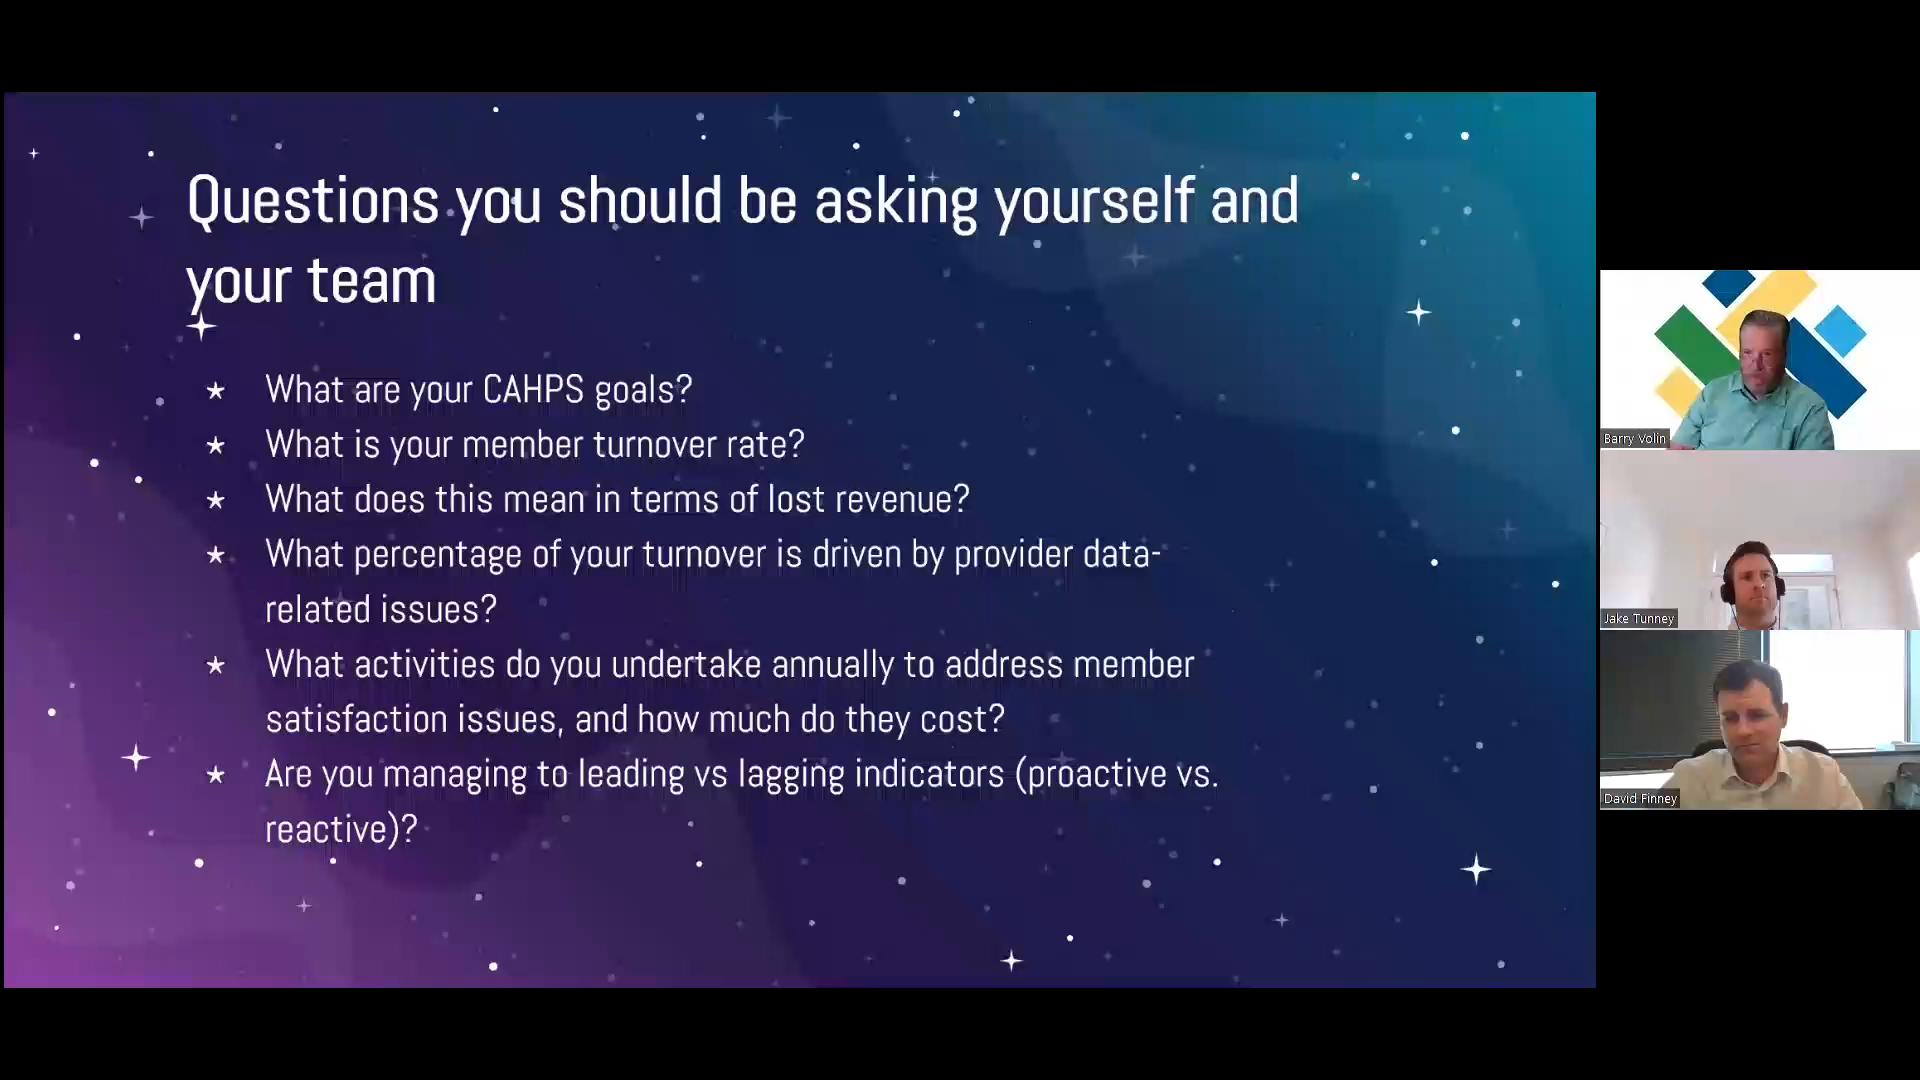 Questions you should be asking yourself and
your team
★ What are your CAHPS goals?
★ What is your member turnover rate?
★ What does this mean in terms of lost revenue?
★ What percentage of your turnover is driven by provider data-
related issues?
★ What activities do you undertake annually to address member
satisfaction issues, and how much do they cost?
★ Are you managing to leading vs lagging indicators (proactive vs.
reactive)?
Barry Volin
Jake Tunney
David Finney